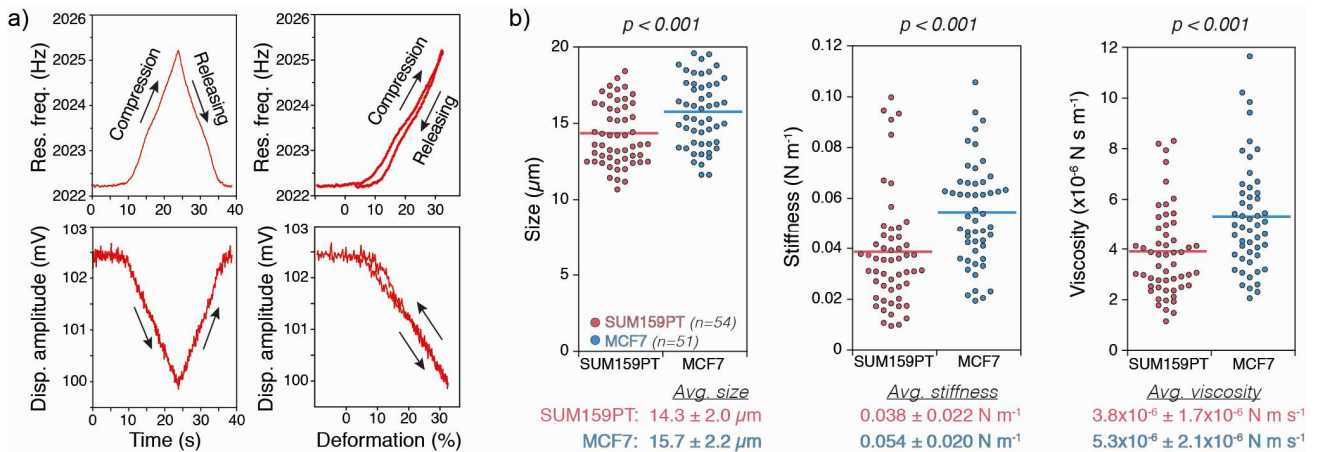 a)
2026
2025
2024
2023
2022
Res. freq. (Hz)
Compression
Releasing
0 10 20 30 40
2026
2025
2024
2023
2022
Res. freq. (Hz)
Compression
Releasing
0 10 20 30
103
102
101
100
Disp. amplitude (mV)
0 10 20 30 40
Time (s)
103
102
101
100
Disp. amplitude (mV)
0 10 20 30
Deformation (%)
b)
p < 0.001
20
15
10
5
0
Size (µm)
SUM159PT (n=54)
MCF7 (n=51)
SUM159PT MCF7
p < 0.001
0.12
0.10
0.08
0.06
0.04
0.02
0
Stiffness (N m-1)
SUM159PT MCF7
p < 0.001
12
10
8
6
4
2
0
Viscosity (x10-6 N s m-1)
SUM159PT MCF7
Avg. size Avg. stiffness Avg. viscosity
SUM159PT: 14.3 ± 2.0 µm 0.038 ± 0.022 N m-1 3.8x10-6 ± 1.7x10-6 N m s-1
MCF7: 15.7 ± 2.2 µm 0.054 ± 0.020 N m-1 5.3x10-6 ± 2.1x10-6 N m s-1